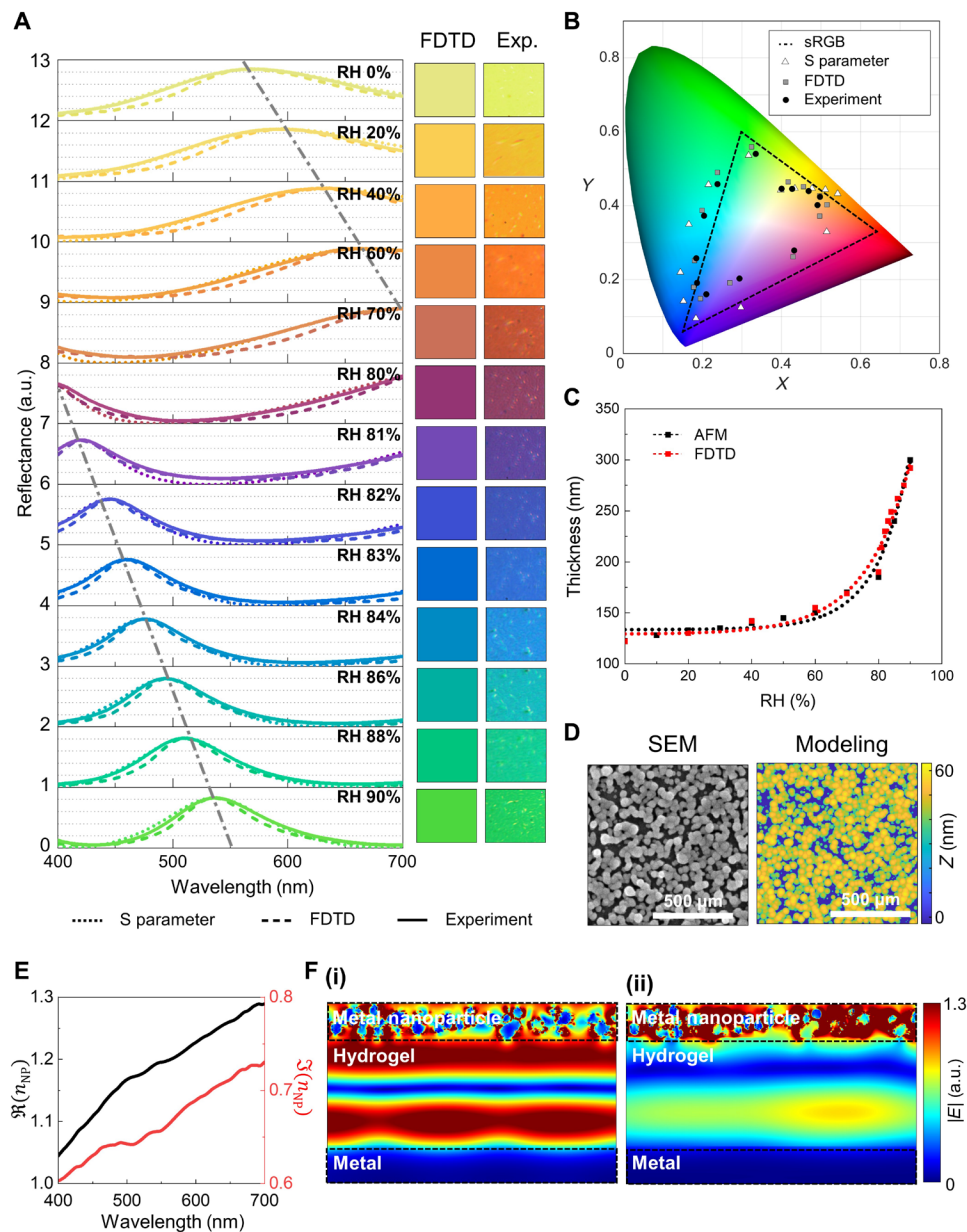 A
FDTD
Exp.
13
12
11
10
9
8
7
6
5
4
3
2
1
0
Reflectance (a.u.)
RH 0%
RH 20%
RH 40%
RH 60%
RH 70%
RH 80%
RH 81%
RH 82%
RH 83%
RH 84%
RH 86%
RH 88%
RH 90%
400
500
600
700
Wavelength (nm)
S parameter
FDTD
Experiment
B
0.8
0.6
0.4
0.2
Y
sRGB
S parameter
FDTD
Experiment
0
0.2
0.4
0.6
0.8
X
C
350
300
250
200
150
100
Thickness (nm)
AFM
FDTD
0
20
40
60
80
100
RH (%)
D
SEM
Modeling
500 μm
500 μm
60
0
Z (nm)
E
1.3
1.2
1.1
1.0
ℜ(n_NP)
0.8
0.7
0.6
ℑ(n_NP)
400
500
600
700
Wavelength (nm)
F
(i)
Metal nanoparticle
Hydrogel
Metal
(ii)
Metal nanoparticle
Hydrogel
Metal
1.3
0
|E| (a.u.)